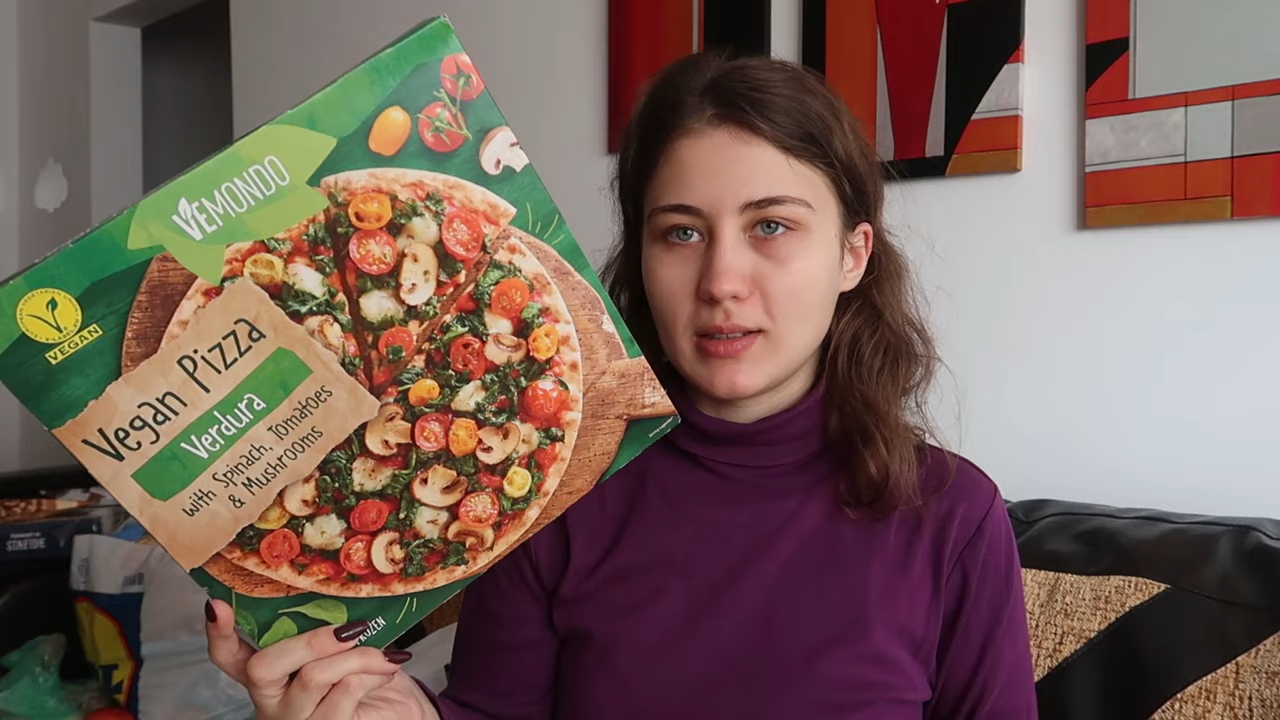 VEMONDO
VEGAN
Vegan Pizza
Verdura
with Spinach, Tomatoes
& Mushrooms